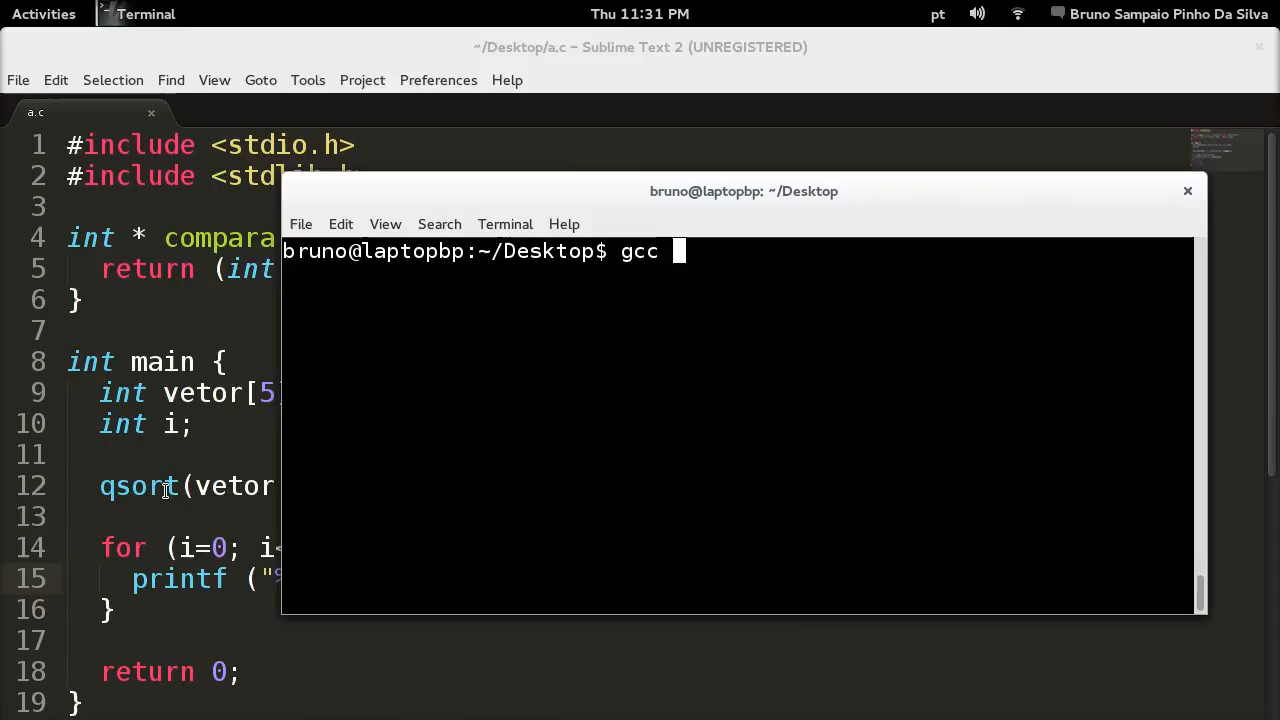 Activities Terminal Thu 11:31 PM pt Bruno Sampaio Pinho Da Silva
~/Desktop/a.c – Sublime Text 2 (UNREGISTERED)
File Edit Selection Find View Goto Tools Project Preferences Help
a.c
1 #include <stdio.h>
2 #include <stdlib.h>
3
4 int * compara
5 return (int
6 }
7
8 int main {
9 int vetor[5]
10 int i;
11
12 qsort(vetor
13
14 for (i=0; i<
15 printf ("%
16 }
17
18 return 0;
19 }
bruno@laptopbp: ~/Desktop
File Edit View Search Terminal Help
bruno@laptopbp:~/Desktop$ gcc